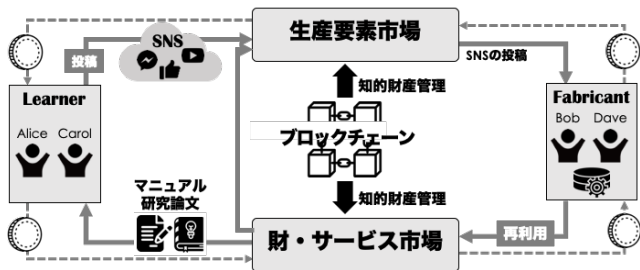 SNS
生産要素市場
投稿
SNSの投稿
Learner
Alice Carol
知的財産管理
Fabricant
Bob Dave
ブロックチェーン
マニュアル
研究論文
知的財産管理
財・サービス市場
再利用